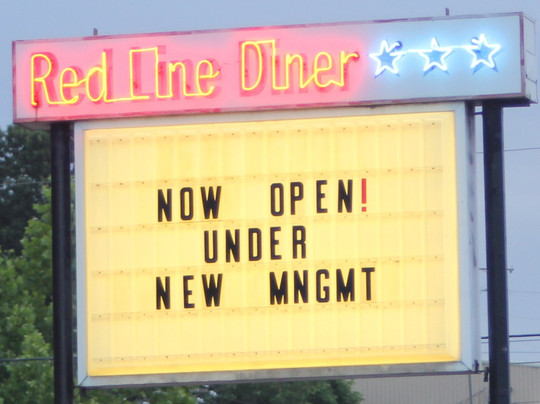 Red Line Diner
NOW OPEN!
UNDER
NEW MNGMT